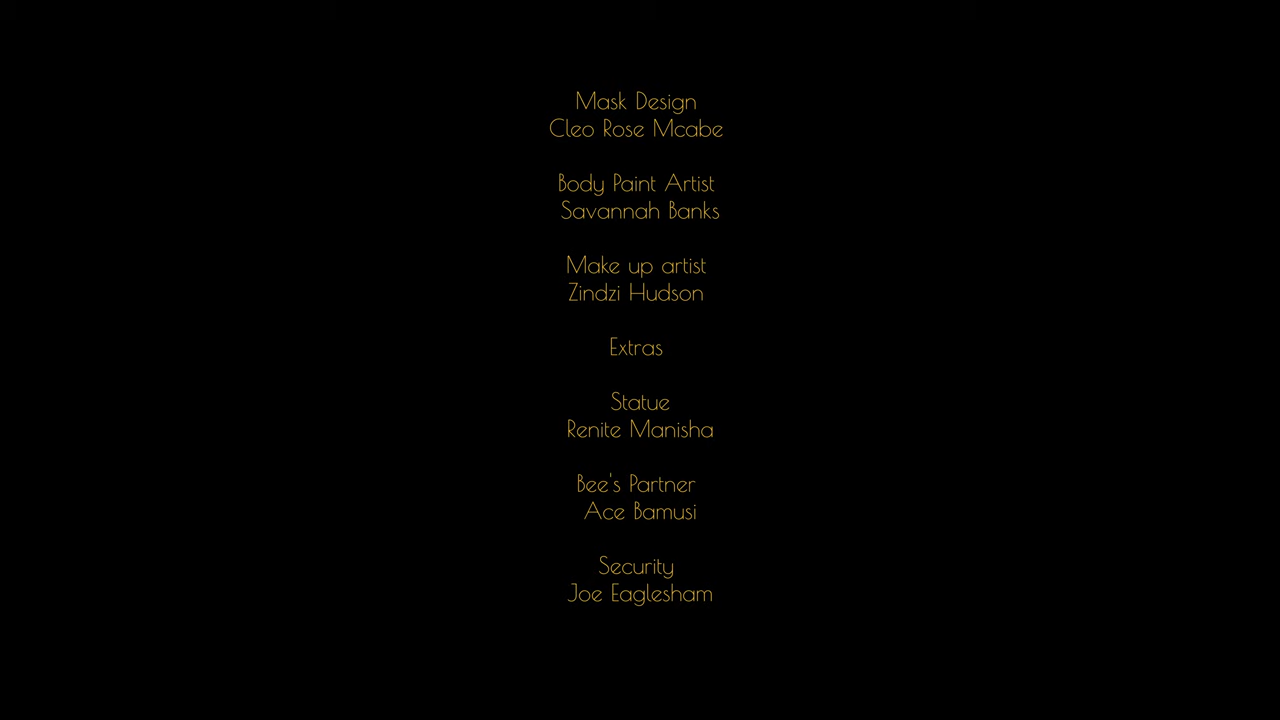 Mask Design
Cleo Rose Mcabe
Body Paint Artist
Savannah Banks
Make up artist
Zindzi Hudson
Extras
Statue
Renite Manisha
Bee's Partner
Ace Bamusi
Security
Joe Eaglesham